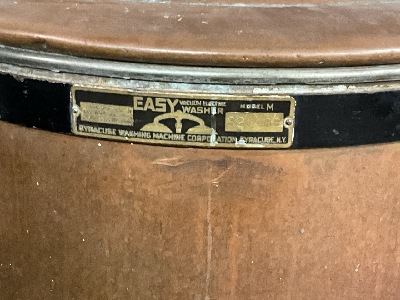 EASY VACUUM ELECTRIC MODEL M
WASHER
SYRACUSE WASHING MACHINE CORPORATION, SYRACUSE, N.Y.